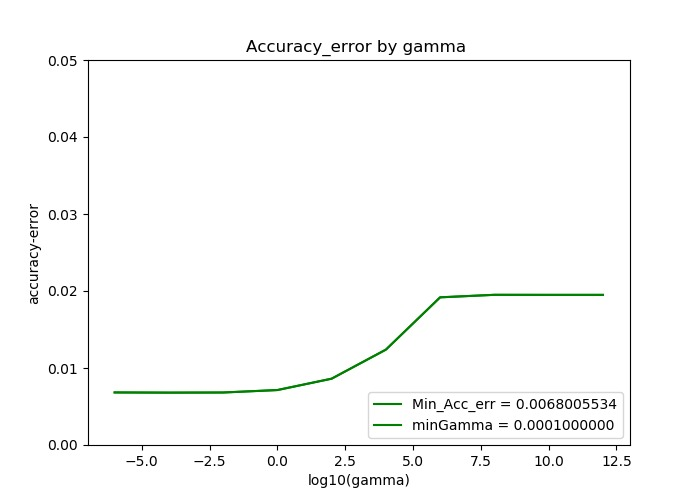 Accuracy_error by gamma
0.05
0.04
0.03
0.02
0.01
0.00
accuracy-error
Min_Acc_err = 0.0068005534
minGamma = 0.0001000000
−5.0 −2.5 0.0 2.5 5.0 7.5 10.0 12.5
log10(gamma)